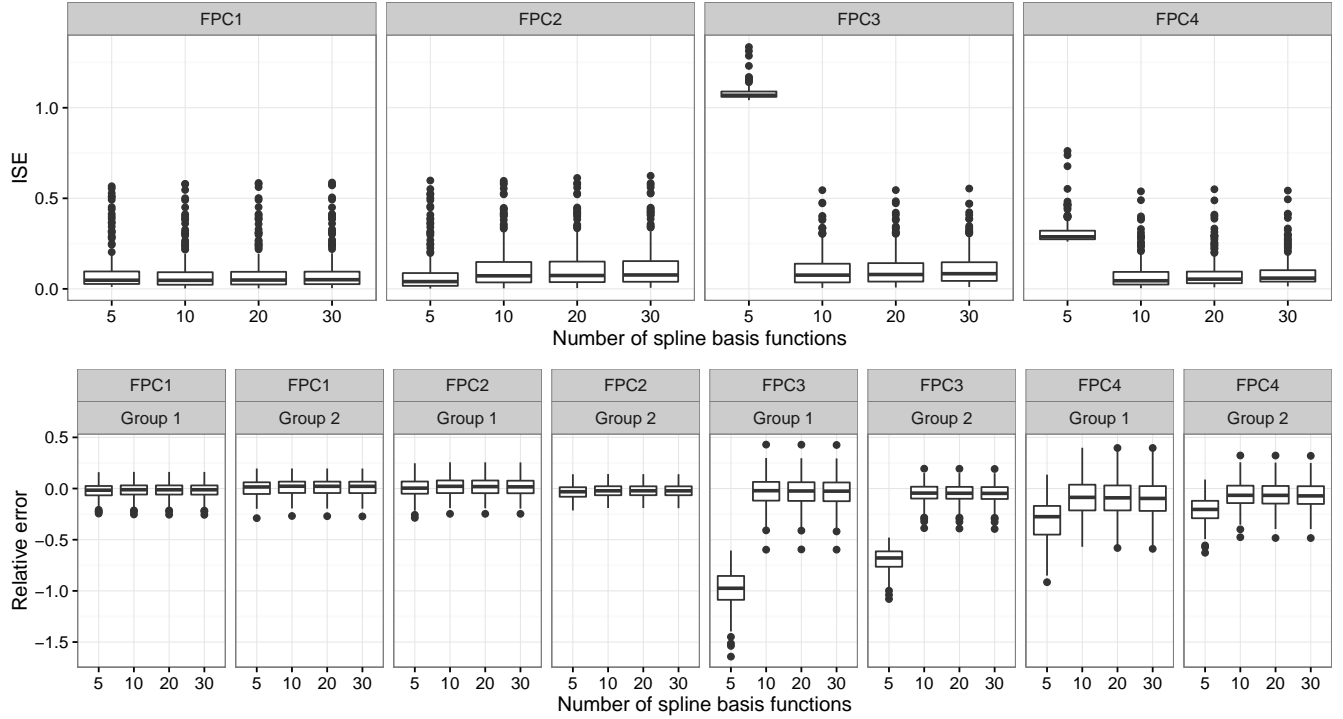 FPC1 FPC2 FPC3 FPC4
ISE
1.0
0.5
0.0
5 10 20 30 5 10 20 30 5 10 20 30 5 10 20 30
Number of spline basis functions
FPC1 FPC1 FPC2 FPC2 FPC3 FPC3 FPC4 FPC4
Group 1 Group 2 Group 1 Group 2 Group 1 Group 2 Group 1 Group 2
Relative error
0.5
0.0
−0.5
−1.0
−1.5
5 10 20 30 5 10 20 30 5 10 20 30 5 10 20 30 5 10 20 30 5 10 20 30 5 10 20 30 5 10 20 30
Number of spline basis functions